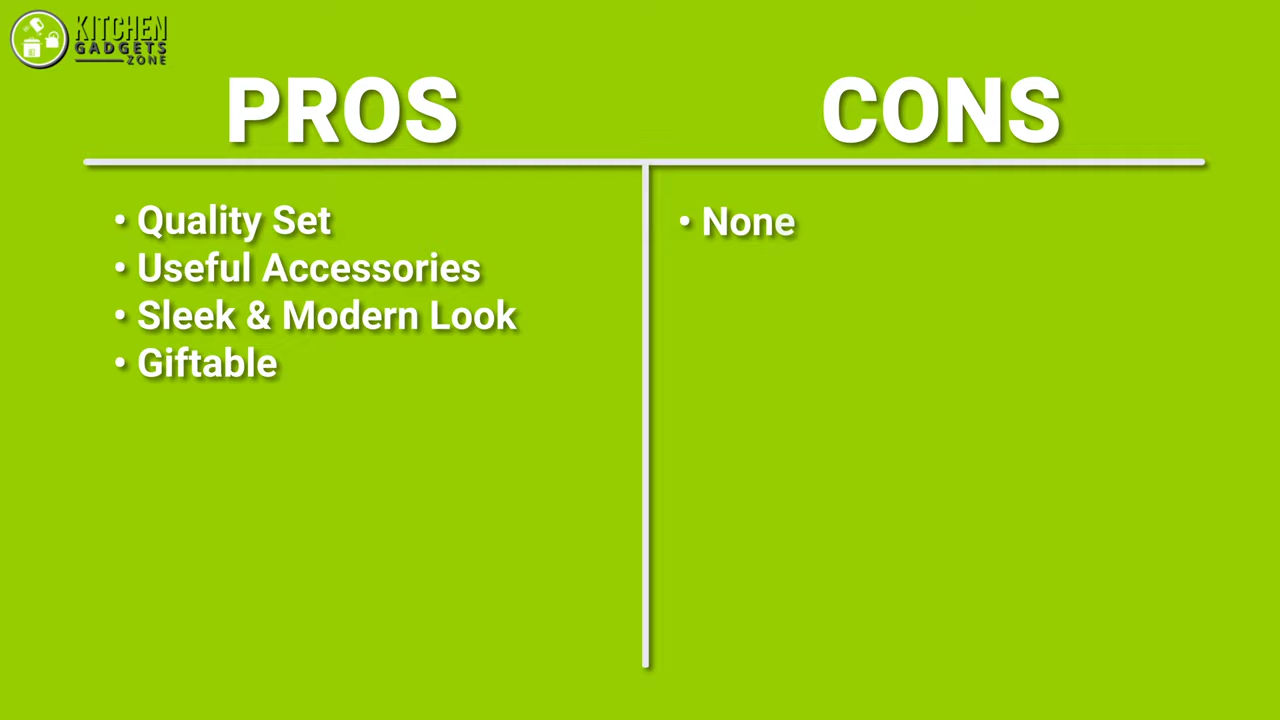 KITCHEN
GADGETS
ZONE
PROS
CONS
• Quality Set
• Useful Accessories
• Sleek & Modern Look
• Giftable
• None